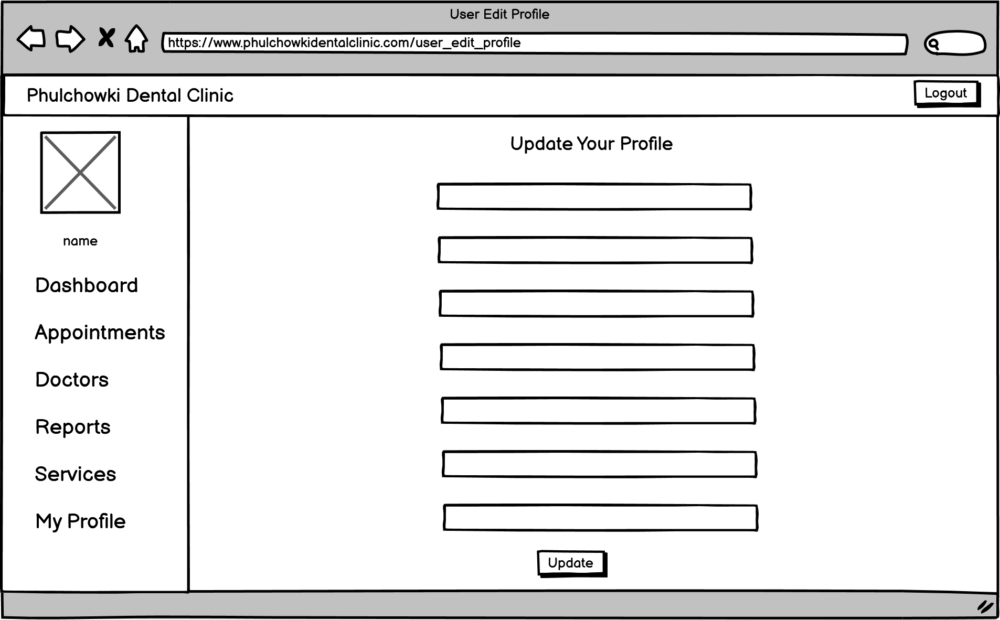 User Edit Profile
https://www.phulchowkidentalclinic.com/user_edit_profile
Phulchowki Dental Clinic
Logout
name
Dashboard
Appointments
Doctors
Reports
Services
My Profile
Update Your Profile
Update